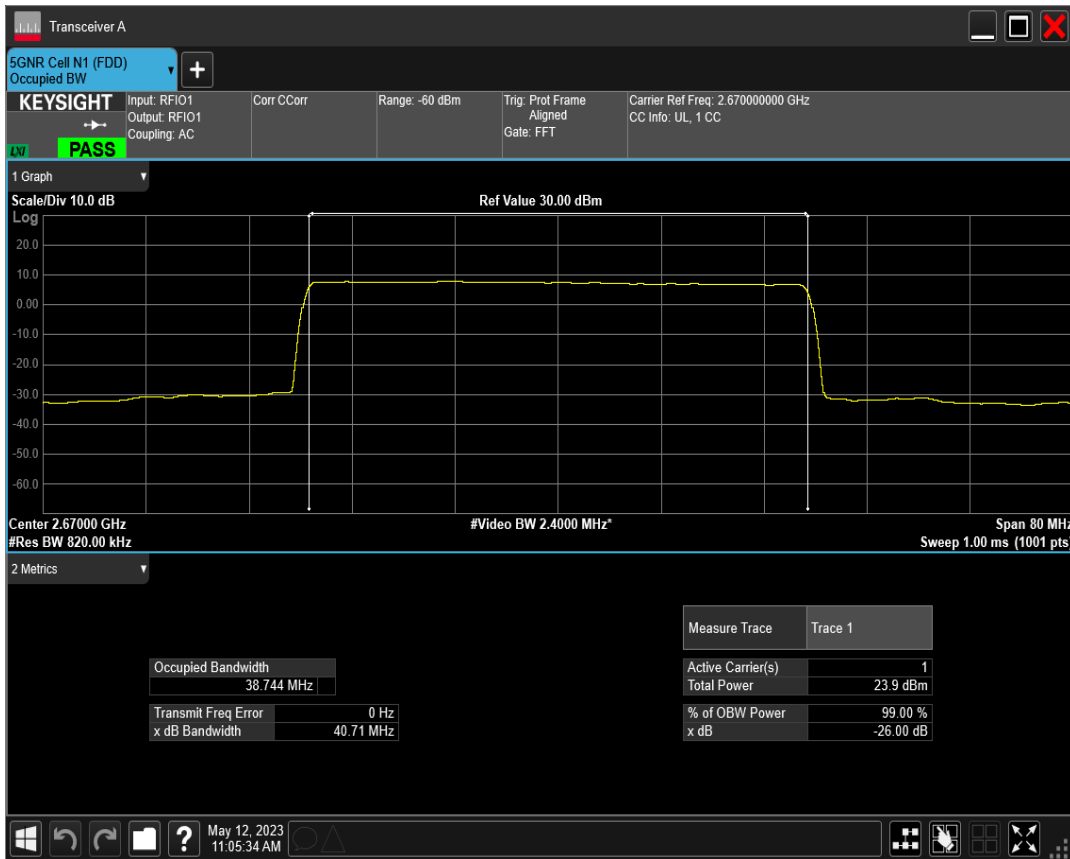 Transceiver A
5GNR Cell N1 (FDD)
Occupied BW
+
KEYSIGHT
LXI
PASS
Input: RFIO1
Output: RFIO1
Coupling: AC
Corr CCorr
Range: -60 dBm
Trig: Prot Frame
Aligned
Gate: FFT
Carrier Ref Freq: 2.670000000 GHz
CC Info: UL, 1 CC
1 Graph
Scale/Div 10.0 dB
Ref Value 30.00 dBm
Log
20.0
10.0
0.00
-10.0
-20.0
-30.0
-40.0
-50.0
-60.0
Center 2.67000 GHz
#Video BW 2.4000 MHz*
Span 80 MHz
#Res BW 820.00 kHz
Sweep 1.00 ms (1001 pts)
2 Metrics
Measure Trace Trace 1
Occupied Bandwidth
38.744 MHz
Active Carrier(s) 1
Total Power 23.9 dBm
Transmit Freq Error 0 Hz
x dB Bandwidth 40.71 MHz
% of OBW Power 99.00 %
x dB -26.00 dB
?
May 12, 2023
11:05:34 AM